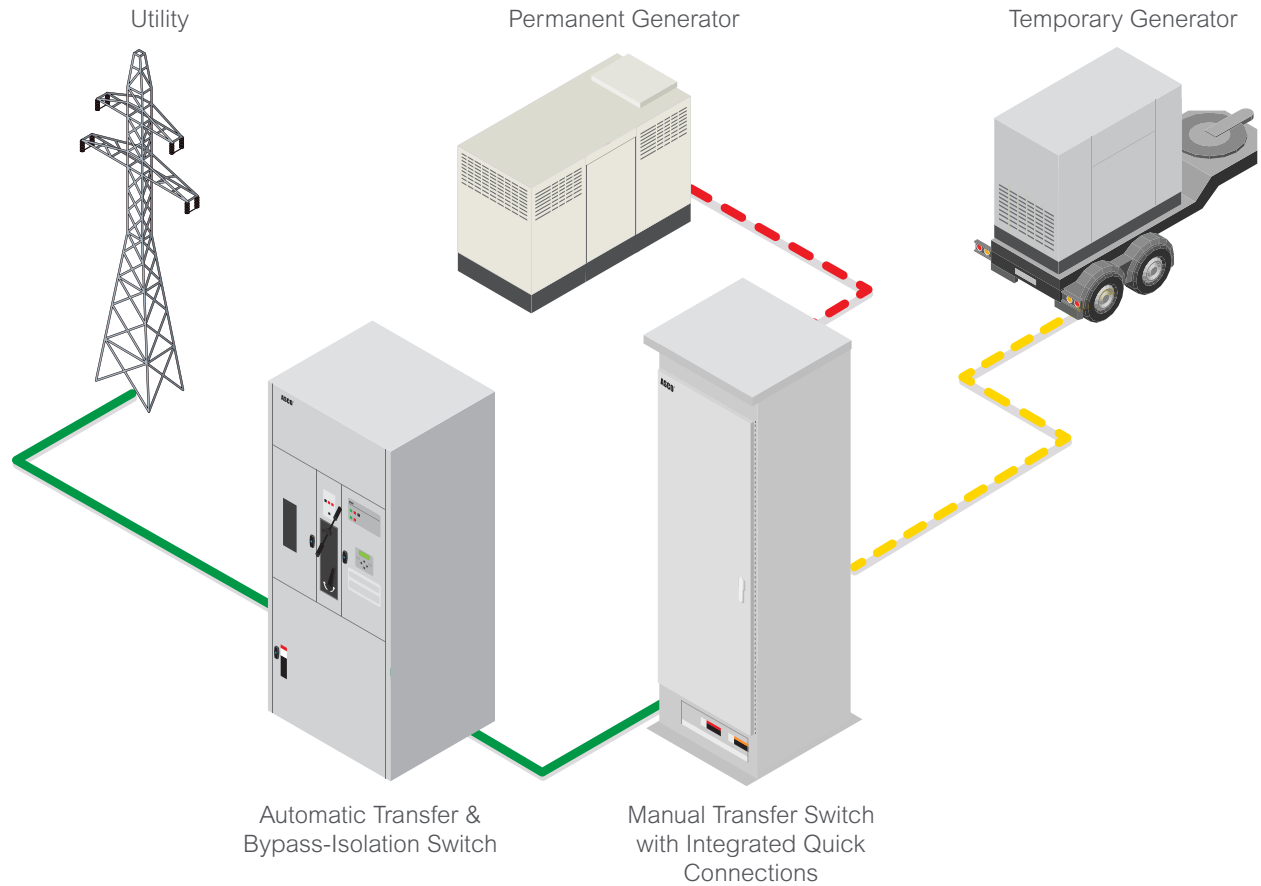 Utility
Permanent Generator
Temporary Generator
ASCO
ASCO
Automatic Transfer &
Bypass-Isolation Switch
Manual Transfer Switch
with Integrated Quick
Connections